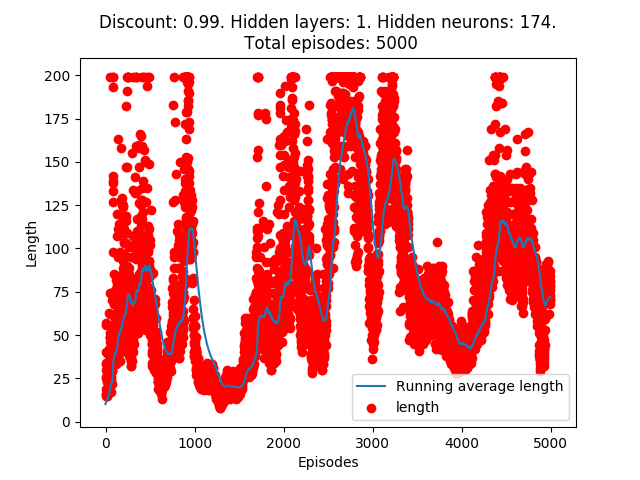 Discount: 0.99. Hidden layers: 1. Hidden neurons: 174.
Total episodes: 5000
200
175
150
125
100
75
50
25
0
Length
0
1000
2000
3000
4000
5000
Episodes
Running average length
length